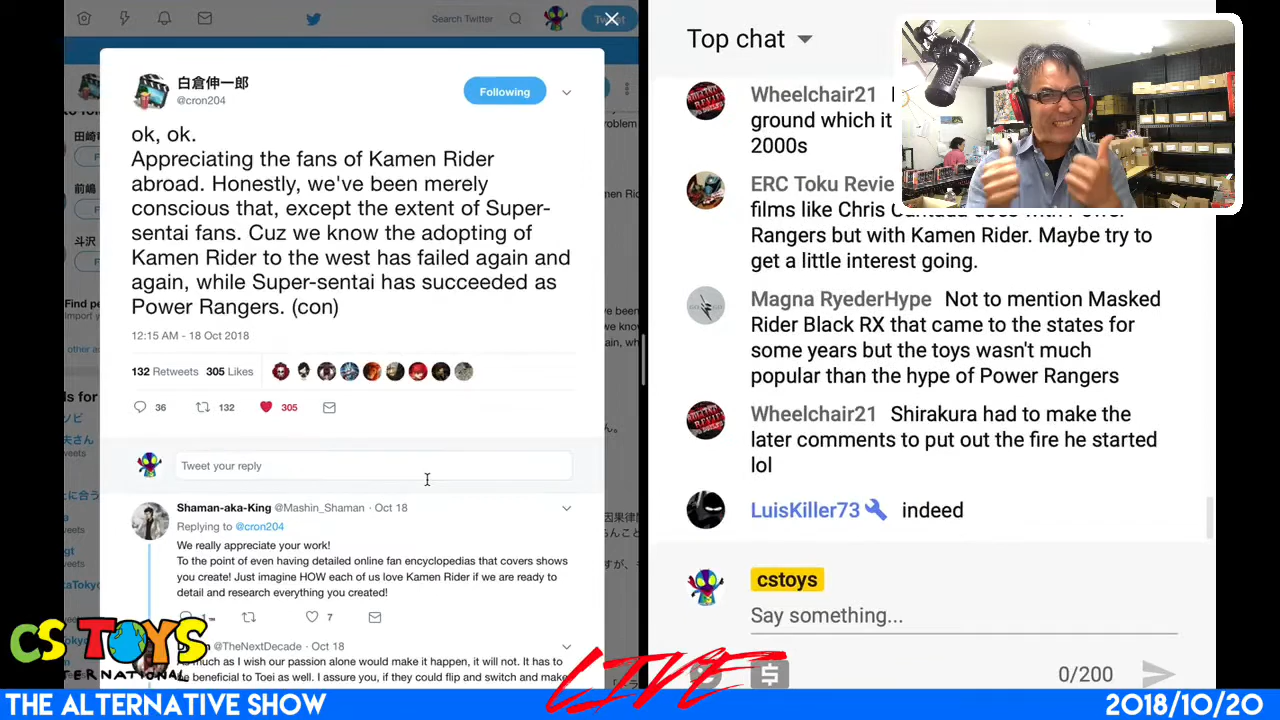 Search Twitter
Tweet
白倉伸一郎
@cron204
Following
ok, ok.
Appreciating the fans of Kamen Rider
abroad. Honestly, we've been merely
conscious that, except the extent of Super-
sentai fans. Cuz we know the adopting of
Kamen Rider to the west has failed again and
again, while Super-sentai has succeeded as
Power Rangers. (con)
12:15 AM - 18 Oct 2018
132 Retweets 305 Likes
36 132 305
Tweet your reply
Shaman-aka-King @Mashin_Shaman · Oct 18
Replying to @cron204
We really appreciate your work!
To the point of even having detailed online fan encyclopedias that covers shows
you create! Just imagine HOW each of us love Kamen Rider if we are ready to
detail and research everything you created!
7
@TheNextDecade · Oct 18
much as I wish our passion alone would make it happen, it will not. It has to
beneficial to Toei as well. I assure you, if they could flip and switch and make
Top chat
Wheelchair21
ground which it
2000s
ERC Toku Revie
films like Chris
Rangers but with Kamen Rider. Maybe try to
get a little interest going.
Magna RyederHype Not to mention Masked
Rider Black RX that came to the states for
some years but the toys wasn't much
popular than the hype of Power Rangers
Wheelchair21 Shirakura had to make the
later comments to put out the fire he started
lol
LuisKiller73 indeed
cstoys
Say something...
0/200
CS TOYS
INTERNATIONAL
LIVE
THE ALTERNATIVE SHOW
2018/10/20